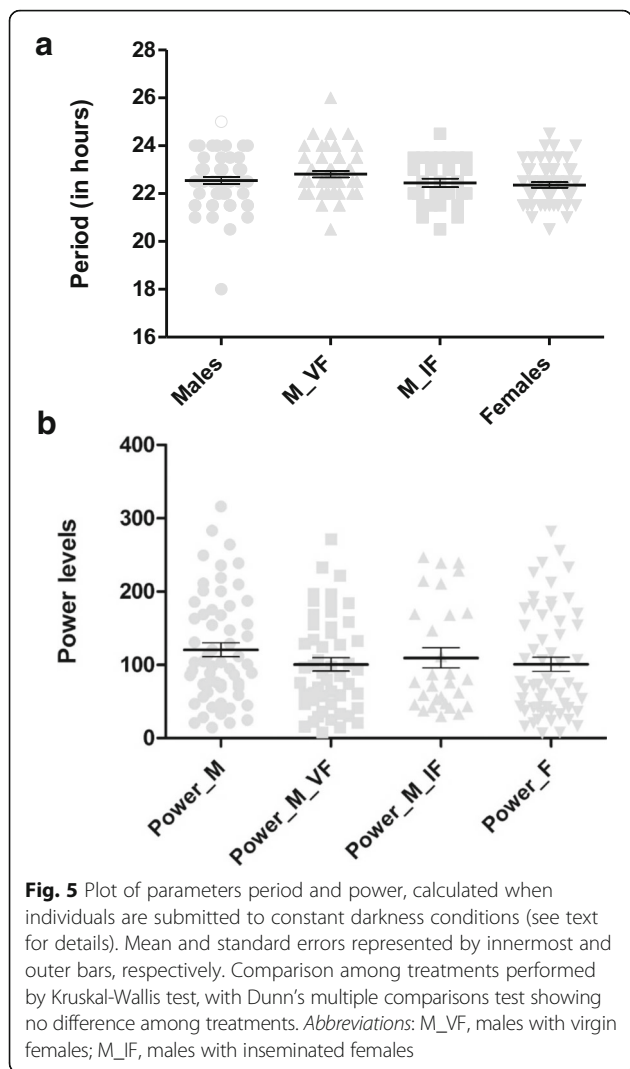 a
28
26
24
22
20
18
16
Period (in hours)
Males
M_VF
M_IF
Females
b
400
300
200
100
0
Power levels
Power_M
Power_M_VF
Power_M_IF
Power_F
Fig. 5 Plot of parameters period and power, calculated when
individuals are submitted to constant darkness conditions (see text
for details). Mean and standard errors represented by innermost and
outer bars, respectively. Comparison among treatments performed
by Kruskal-Wallis test, with Dunn’s multiple comparisons test showing
no difference among treatments. Abbreviations: M_VF, males with virgin
females; M_IF, males with inseminated females